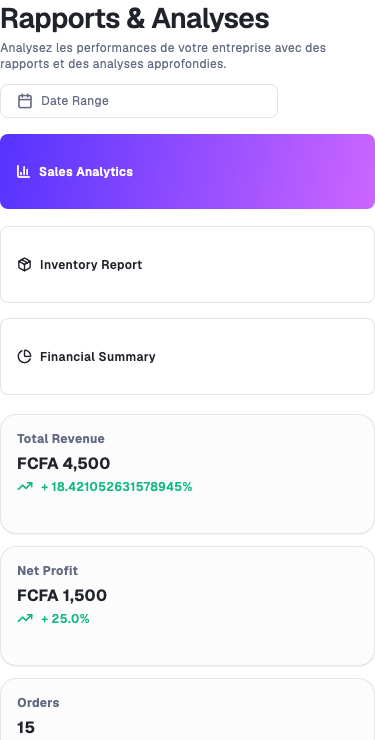 Rapports & Analyses
Analysez les performances de votre entreprise avec des
rapports et des analyses approfondies.
Date Range
Sales Analytics
Inventory Report
Financial Summary
Total Revenue
FCFA 4,500
+ 18.421052631578945%
Net Profit
FCFA 1,500
+ 25.0%
Orders
15